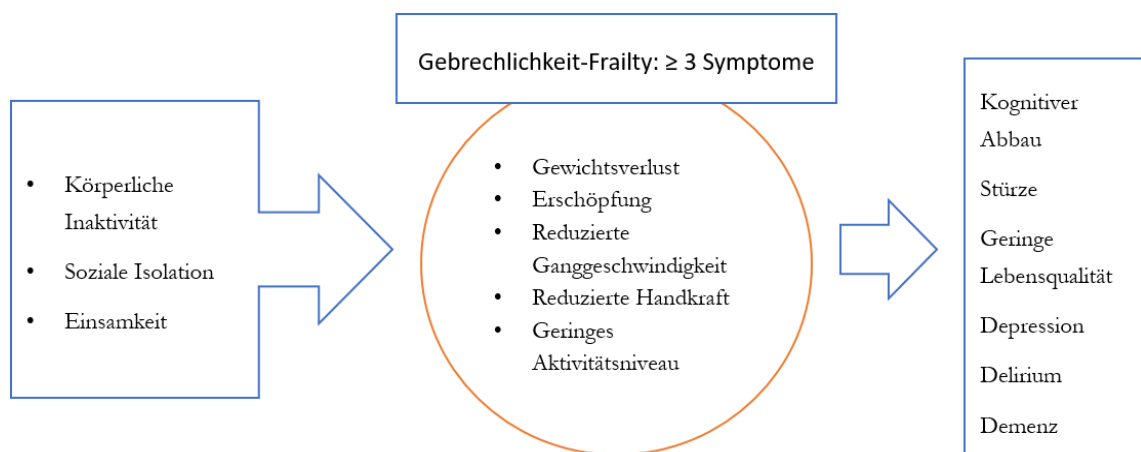 Gebrechlichkeit-Frailty: ≥ 3 Symptome
• Körperliche
Inaktivität
• Soziale Isolation
• Einsamkeit
• Gewichtsverlust
• Erschöpfung
• Reduzierte
Ganggeschwindigkeit
• Reduzierte Handkraft
• Geringes
Aktivitätsniveau
Kognitiver
Abbau
Stürze
Geringe
Lebensqualität
Depression
Delirium
Demenz